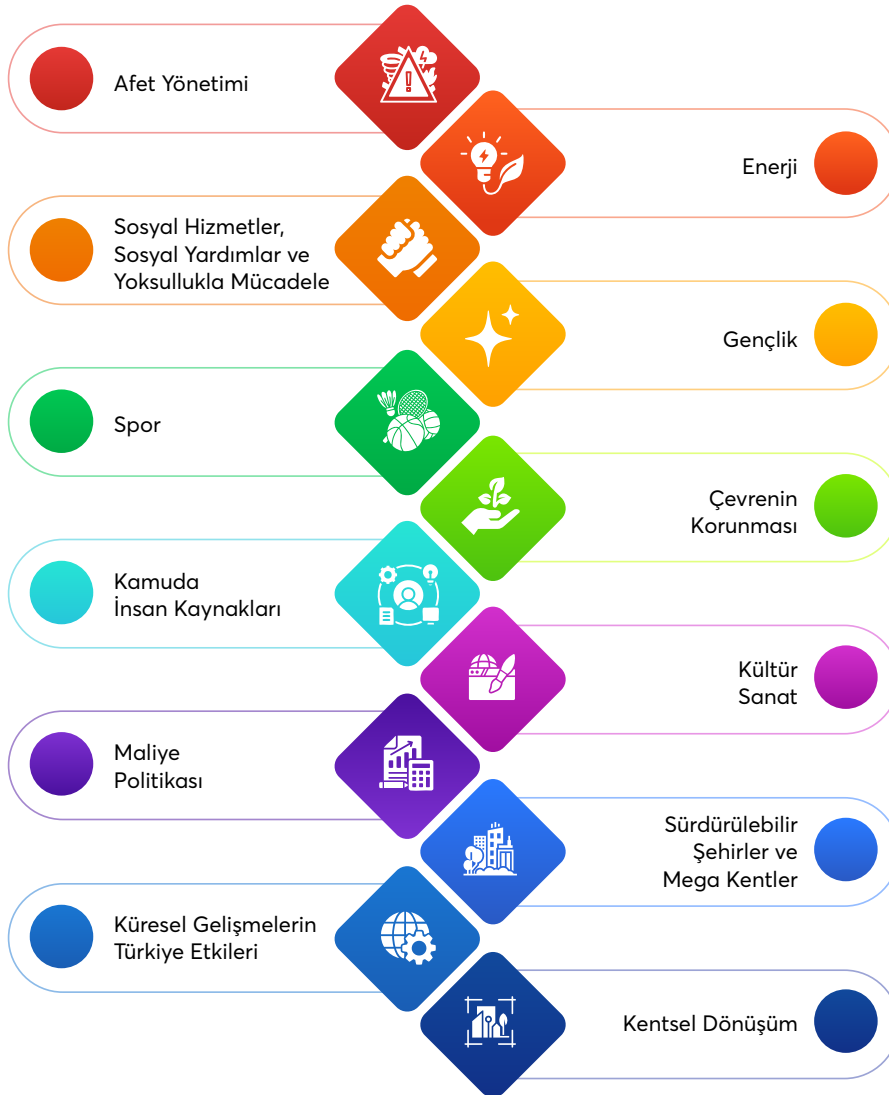 Afet Yönetimi
Enerji
Sosyal Hizmetler,
Sosyal Yardımlar ve
Yoksullukla Mücadele
Gençlik
Spor
Çevrenin
Korunması
Kamuda
İnsan Kaynakları
Kültür
Sanat
Maliye
Politikası
Sürdürülebilir
Şehirler ve
Mega Kentler
Küresel Gelişmelerin
Türkiye Etkileri
Kentsel Dönüşüm